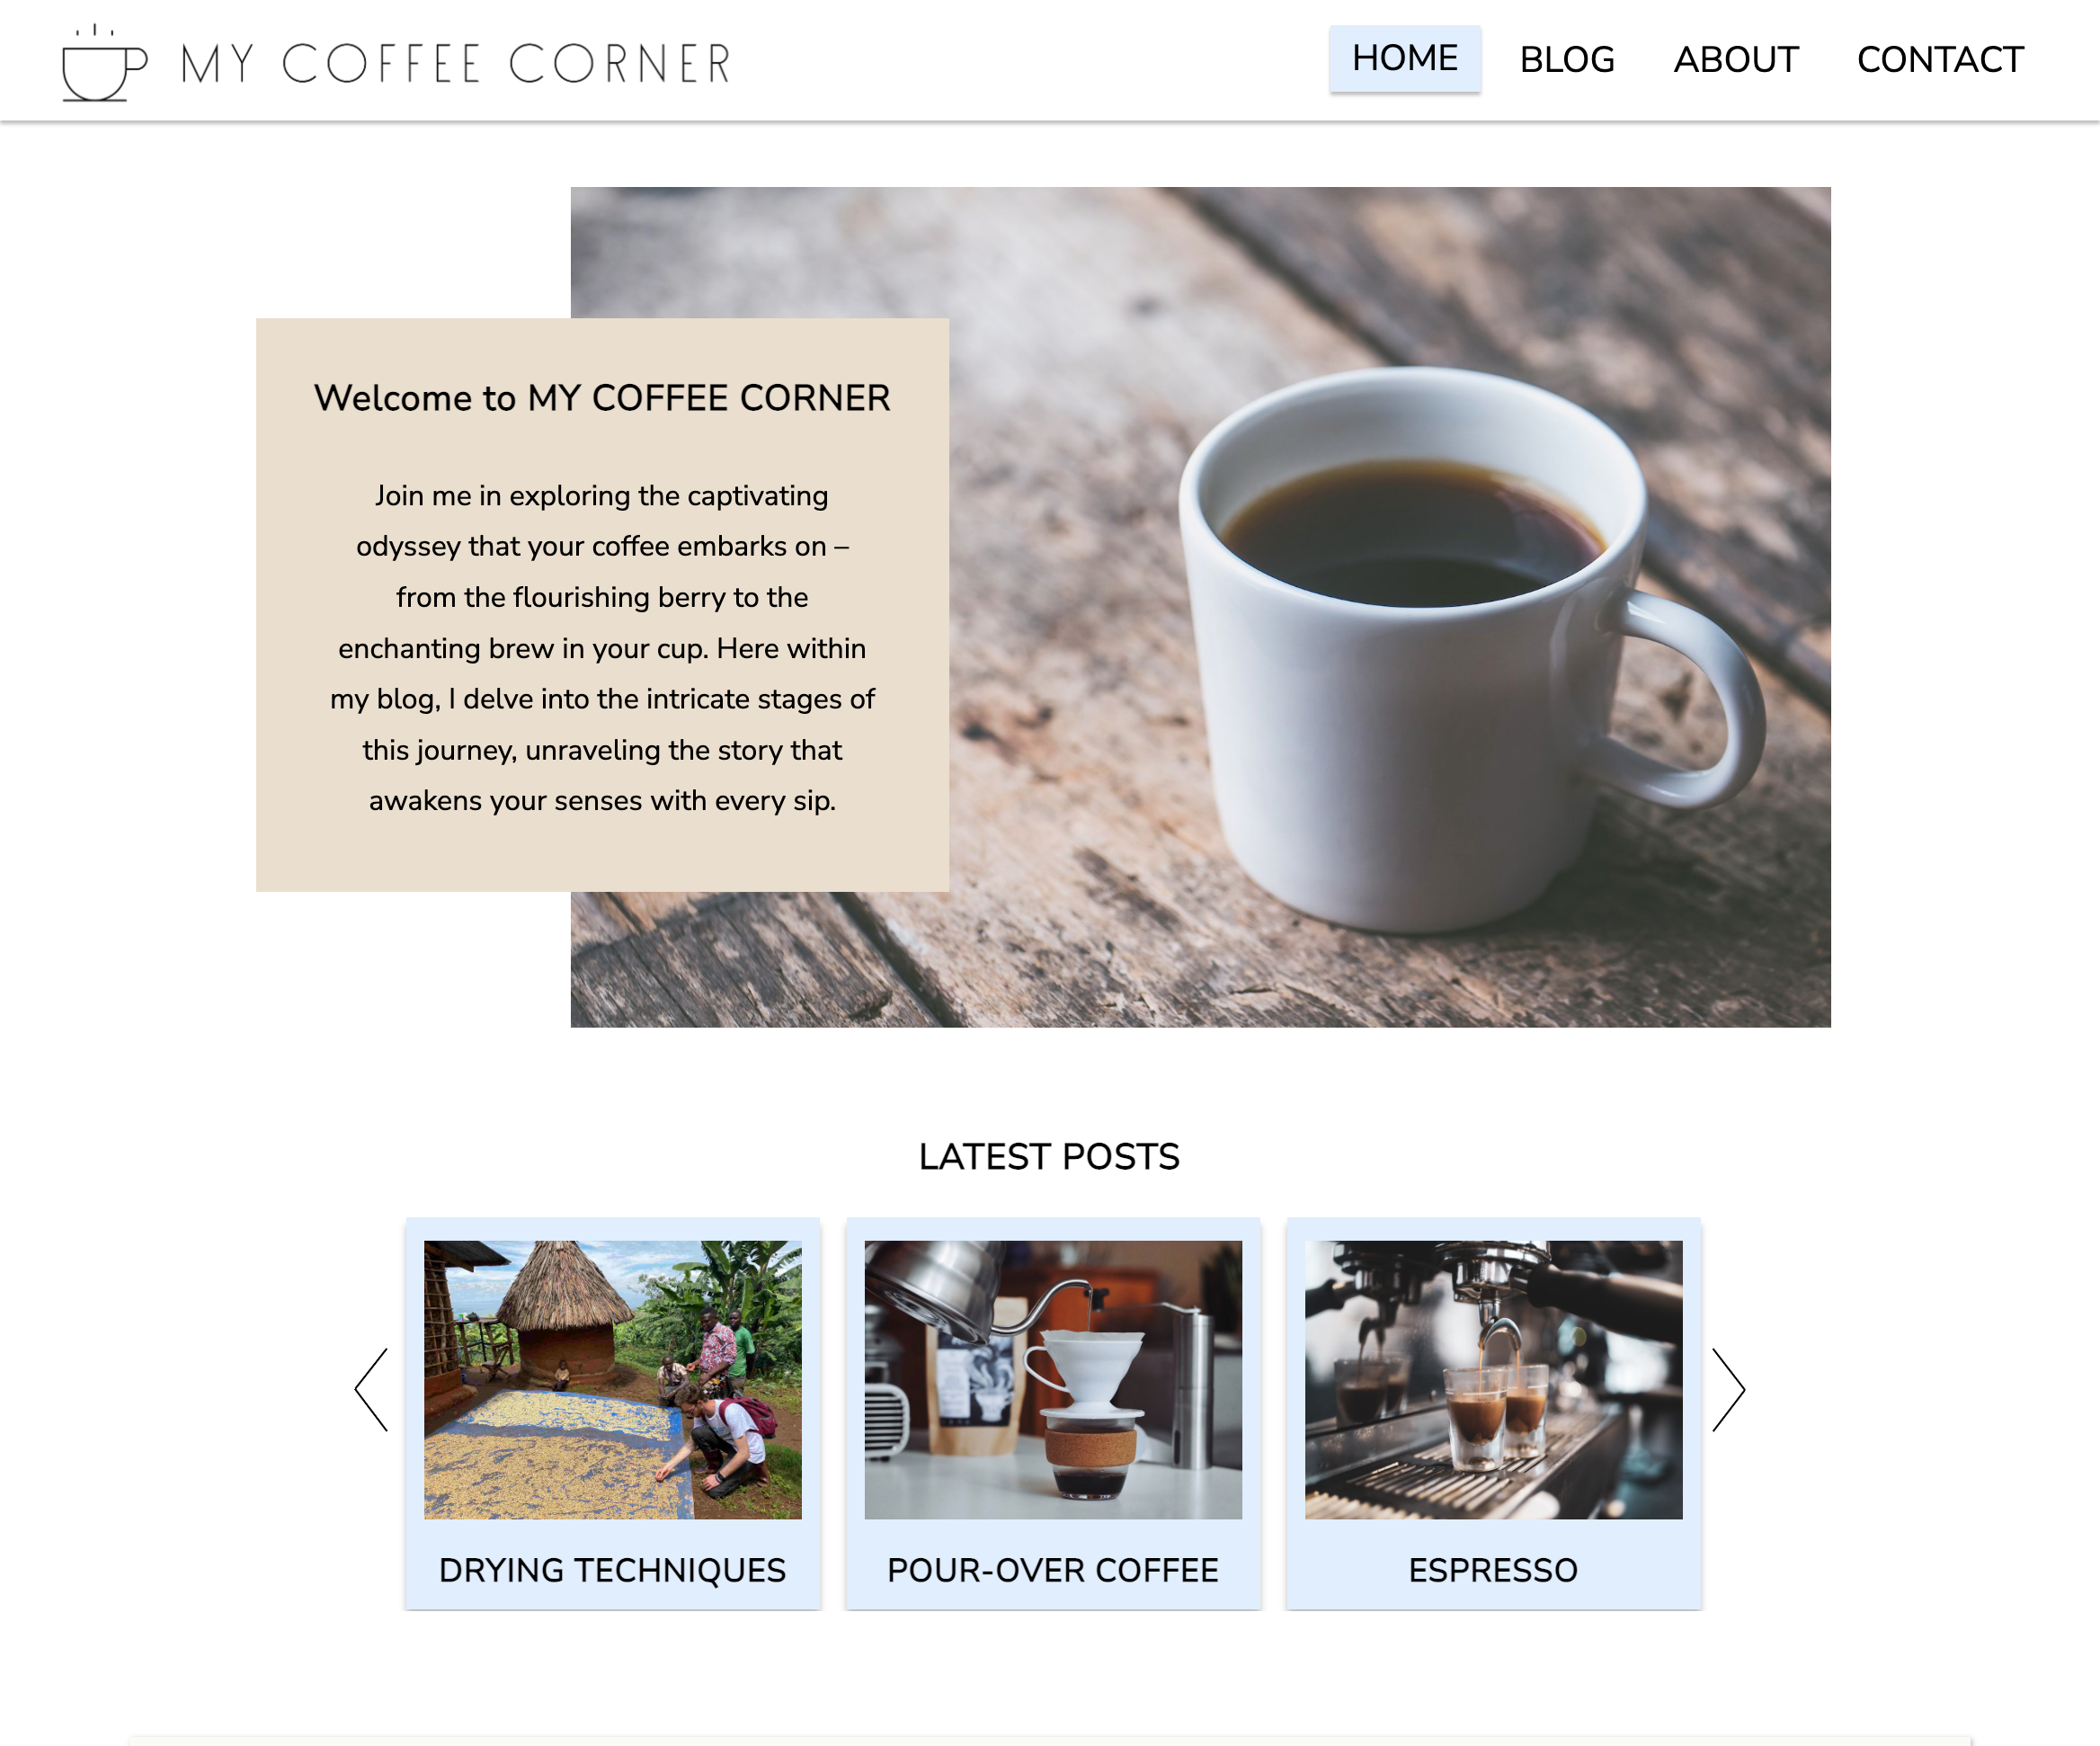 MY COFFEE CORNER
HOME
BLOG
ABOUT
CONTACT
Welcome to MY COFFEE CORNER
Join me in exploring the captivating
odyssey that your coffee embarks on –
from the flourishing berry to the
enchanting brew in your cup. Here within
my blog, I delve into the intricate stages of
this journey, unraveling the story that
awakens your senses with every sip.
LATEST POSTS
DRYING TECHNIQUES
POUR-OVER COFFEE
ESPRESSO